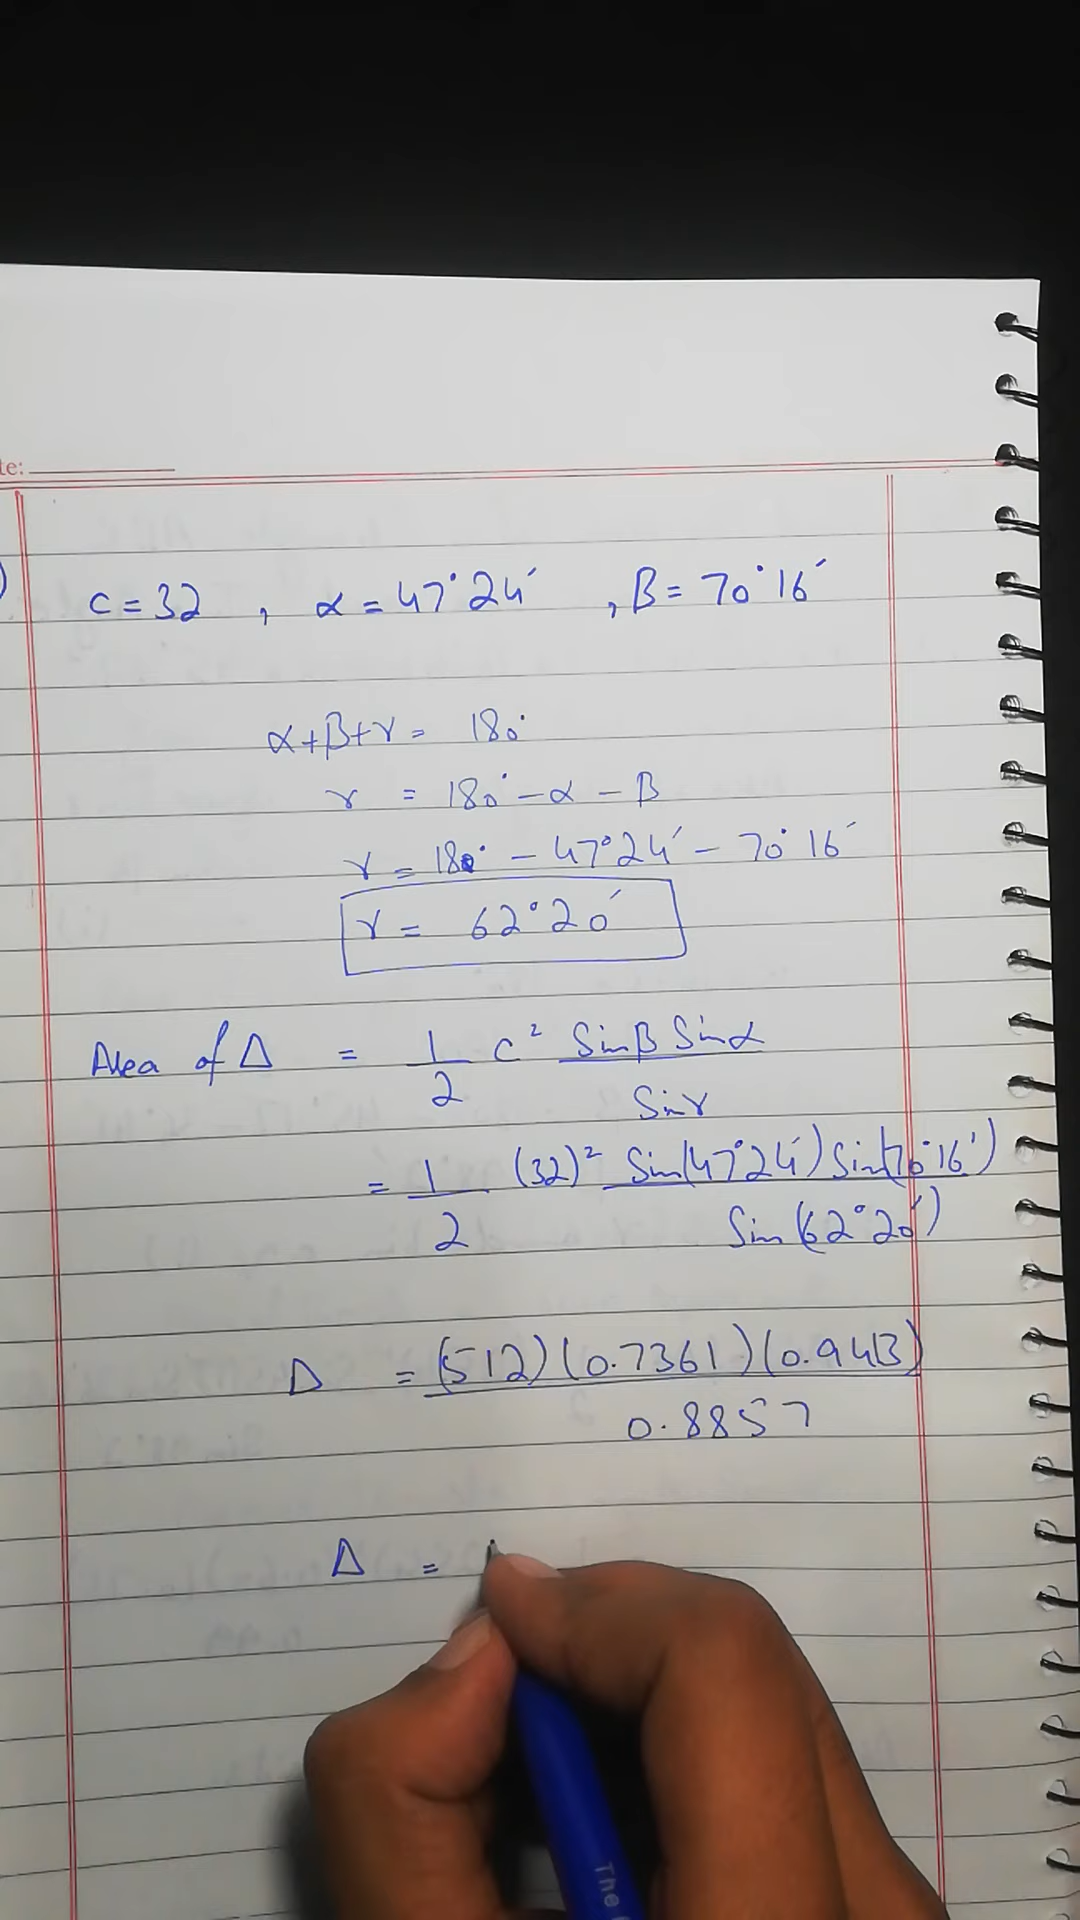 te:
)
c = 32 , α = 47°24′ , β = 70°16′
α+β+γ = 180°
γ = 180° - α - β
γ = 180° - 47°24′ - 70°16′
γ = 62°20′
Area of Δ = 1/2 c² Sinβ Sinα / Sinγ
= 1/2 (32)² Sin(47°24′) Sin(70°16′) / Sin(62°20′)
Δ = (512)(0.7361)(0.9413) / 0.8857
Δ =
The